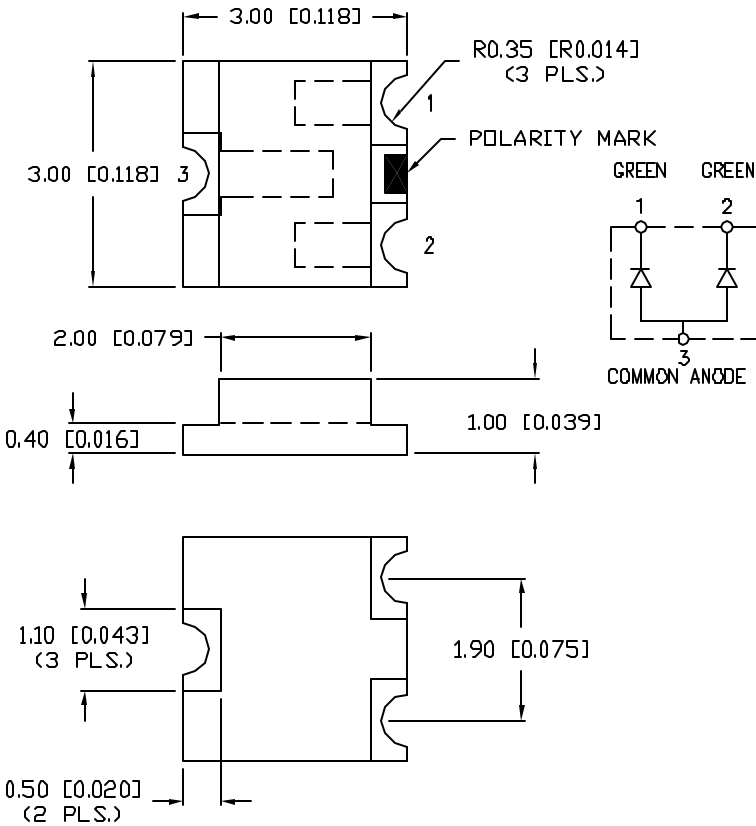 3.00 [0.118]
R0.35 [R0.014]
(3 PLS.)
1
POLARITY MARK
3.00 [0.118]
3
GREEN
GREEN
1
2
2
2.00 [0.079]
3
COMMON ANODE
1.00 [0.039]
0.40 [0.016]
1.10 [0.043]
(3 PLS.)
1.90 [0.075]
0.50 [0.020]
(2 PLS.)